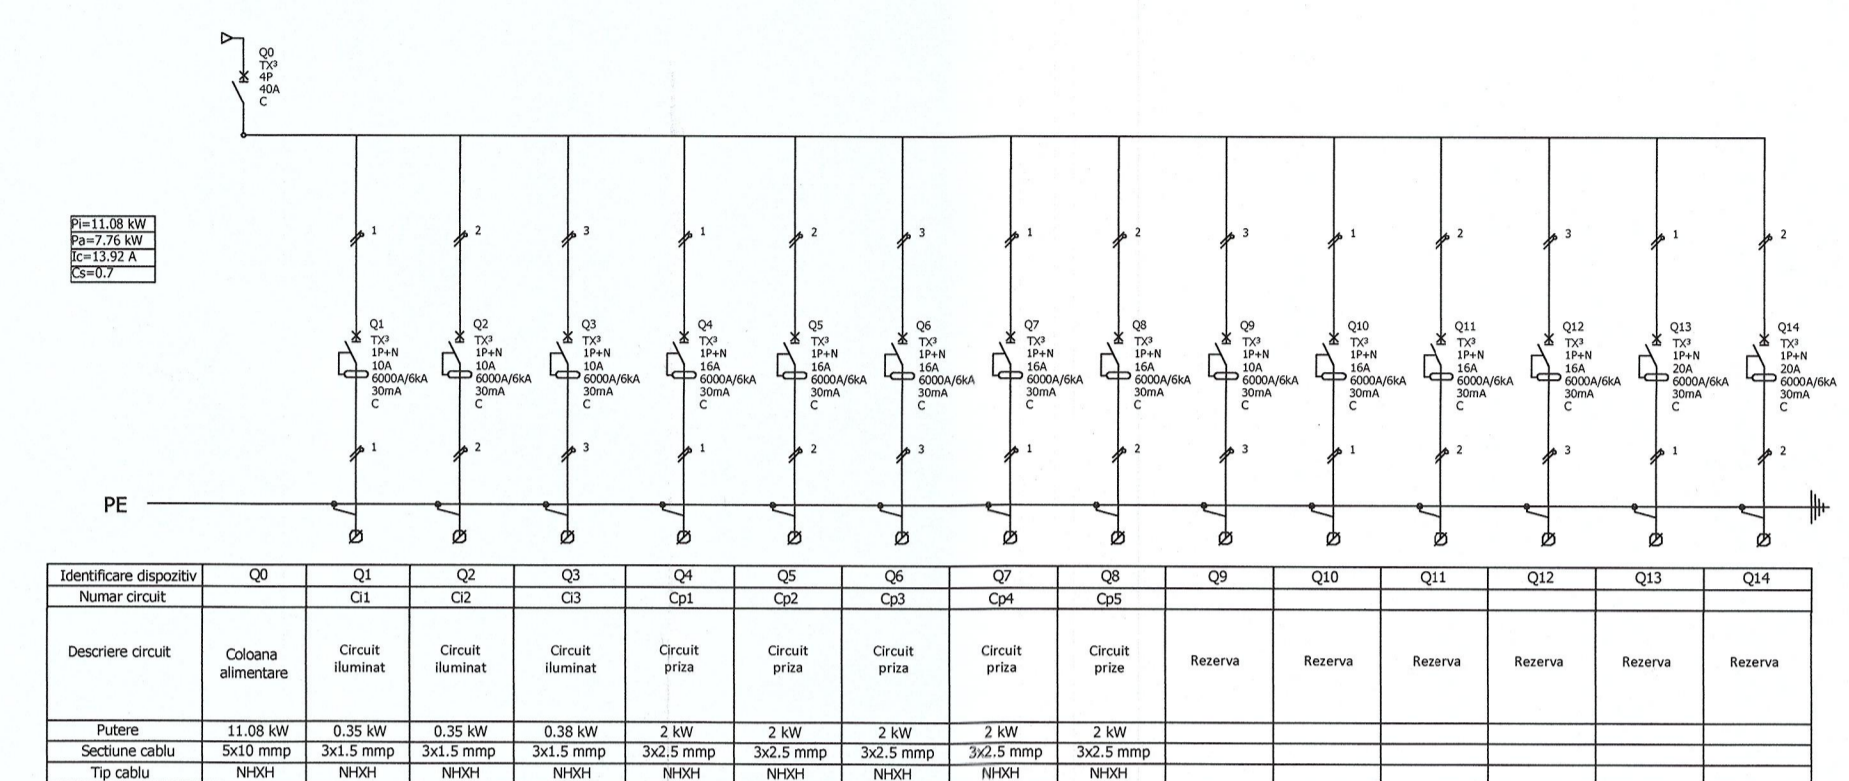 Q0
TX³
4P
40A
C
Pi=11.08 kW
Pa=7.76 kW
Ic=13.92 A
Cs=0.7
1 2 3 1 2 3 1 2 3 1 2 3 1 2
Q1
TX³
1P+N
10A
6000A/6kA
30mA
C
Q2
TX³
1P+N
10A
6000A/6kA
30mA
C
Q3
TX³
1P+N
10A
6000A/6kA
30mA
C
Q4
TX³
1P+N
16A
6000A/6kA
30mA
C
Q5
TX³
1P+N
16A
6000A/6kA
30mA
C
Q6
TX³
1P+N
16A
6000A/6kA
30mA
C
Q7
TX³
1P+N
16A
6000A/6kA
30mA
C
Q8
TX³
1P+N
16A
6000A/6kA
30mA
C
Q9
TX³
1P+N
10A
6000A/6kA
30mA
C
Q10
TX³
1P+N
16A
6000A/6kA
30mA
C
Q11
TX³
1P+N
16A
6000A/6kA
30mA
C
Q12
TX³
1P+N
16A
6000A/6kA
30mA
C
Q13
TX³
1P+N
20A
6000A/6kA
30mA
C
Q14
TX³
1P+N
20A
6000A/6kA
30mA
C
1 2 3 1 2 3 1 2 3 1 2 3 1 2
PE
Identificare dispozitiv Q0 Q1 Q2 Q3 Q4 Q5 Q6 Q7 Q8 Q9 Q10 Q11 Q12 Q13 Q14
Numar circuit Ci1 Ci2 Ci3 Cp1 Cp2 Cp3 Cp4 Cp5
Descriere circuit
Coloana
alimentare
Circuit
iluminat
Circuit
iluminat
Circuit
iluminat
Circuit
priza
Circuit
priza
Circuit
priza
Circuit
priza
Circuit
prize
Rezerva Rezerva Rezerva Rezerva Rezerva Rezerva
Putere 11.08 kW 0.35 kW 0.35 kW 0.38 kW 2 kW 2 kW 2 kW 2 kW 2 kW
Sectiune cablu 5x10 mmp 3x1.5 mmp 3x1.5 mmp 3x1.5 mmp 3x2.5 mmp 3x2.5 mmp 3x2.5 mmp 3x2.5 mmp 3x2.5 mmp
Tip cablu NHXH NHXH NHXH NHXH NHXH NHXH NHXH NHXH NHXH